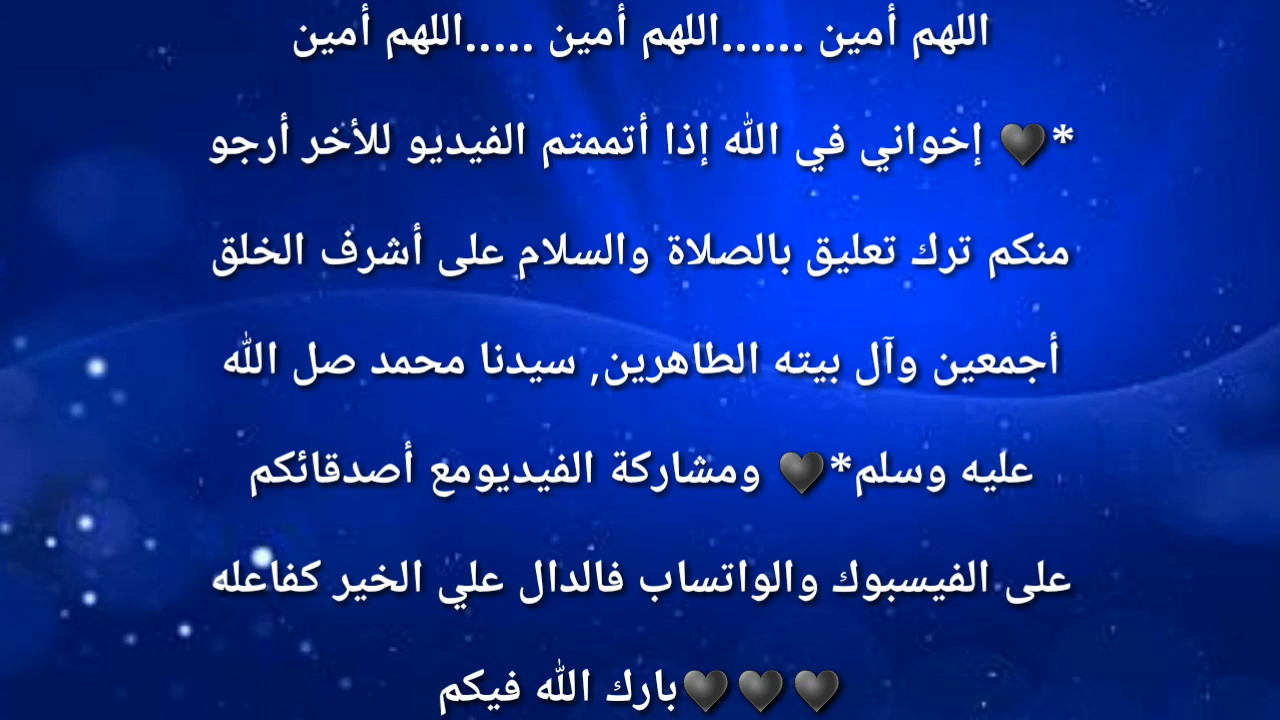 اللهم أمين ......اللهم أمين .....اللهم أمين
*🖤 إخواني في الله إذا أتممتم الفيديو للأخر أرجو
منكم ترك تعليق بالصلاة والسلام على أشرف الخلق
أجمعين وآل بيته الطاهرين, سيدنا محمد صل الله
عليه وسلم*🖤 ومشاركة الفيديومع أصدقائكم
على الفيسبوك والواتساب فالدال علي الخير كفاعله
🖤🖤🖤بارك الله فيكم